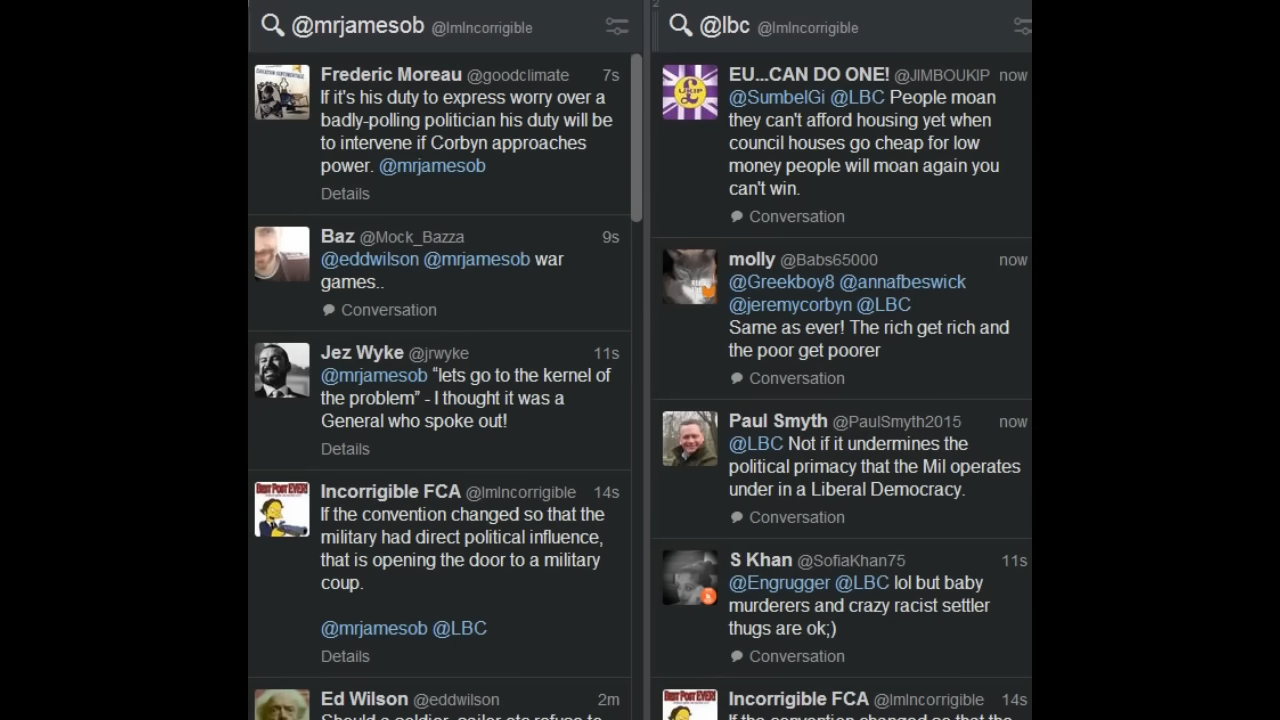 @mrjamesob @ImIncorrigible
Frederic Moreau @goodclimate 7s
If it's his duty to express worry over a
badly-polling politician his duty will be
to intervene if Corbyn approaches
power. @mrjamesob
Details
Baz @Mock_Bazza 9s
@eddwilson @mrjamesob war
games..
Conversation
Jez Wyke @jrwyke 11s
@mrjamesob “lets go to the kernel of
the problem” - I thought it was a
General who spoke out!
Details
Incorrigible FCA @ImIncorrigible 14s
If the convention changed so that the
military had direct political influence,
that is opening the door to a military
coup.
@mrjamesob @LBC
Details
Ed Wilson @eddwilson 2m
Should a soldier, sailor etc refuse to
2
@lbc @ImIncorrigible
EU...CAN DO ONE! @JIMBOUKIP now
@SumbelGi @LBC People moan
they can't afford housing yet when
council houses go cheap for low
money people will moan again you
can't win.
Conversation
molly @Babs65000 now
@Greekboy8 @annafbeswick
@jeremycorbyn @LBC
Same as ever! The rich get rich and
the poor get poorer
Conversation
Paul Smyth @PaulSmyth2015 now
@LBC Not if it undermines the
political primacy that the Mil operates
under in a Liberal Democracy.
Conversation
S Khan @SofiaKhan75 11s
@Engrugger @LBC lol but baby
murderers and crazy racist settler
thugs are ok;)
Conversation
BEST POST EVER!
Incorrigible FCA @ImIncorrigible 14s
If the convention changed so that the